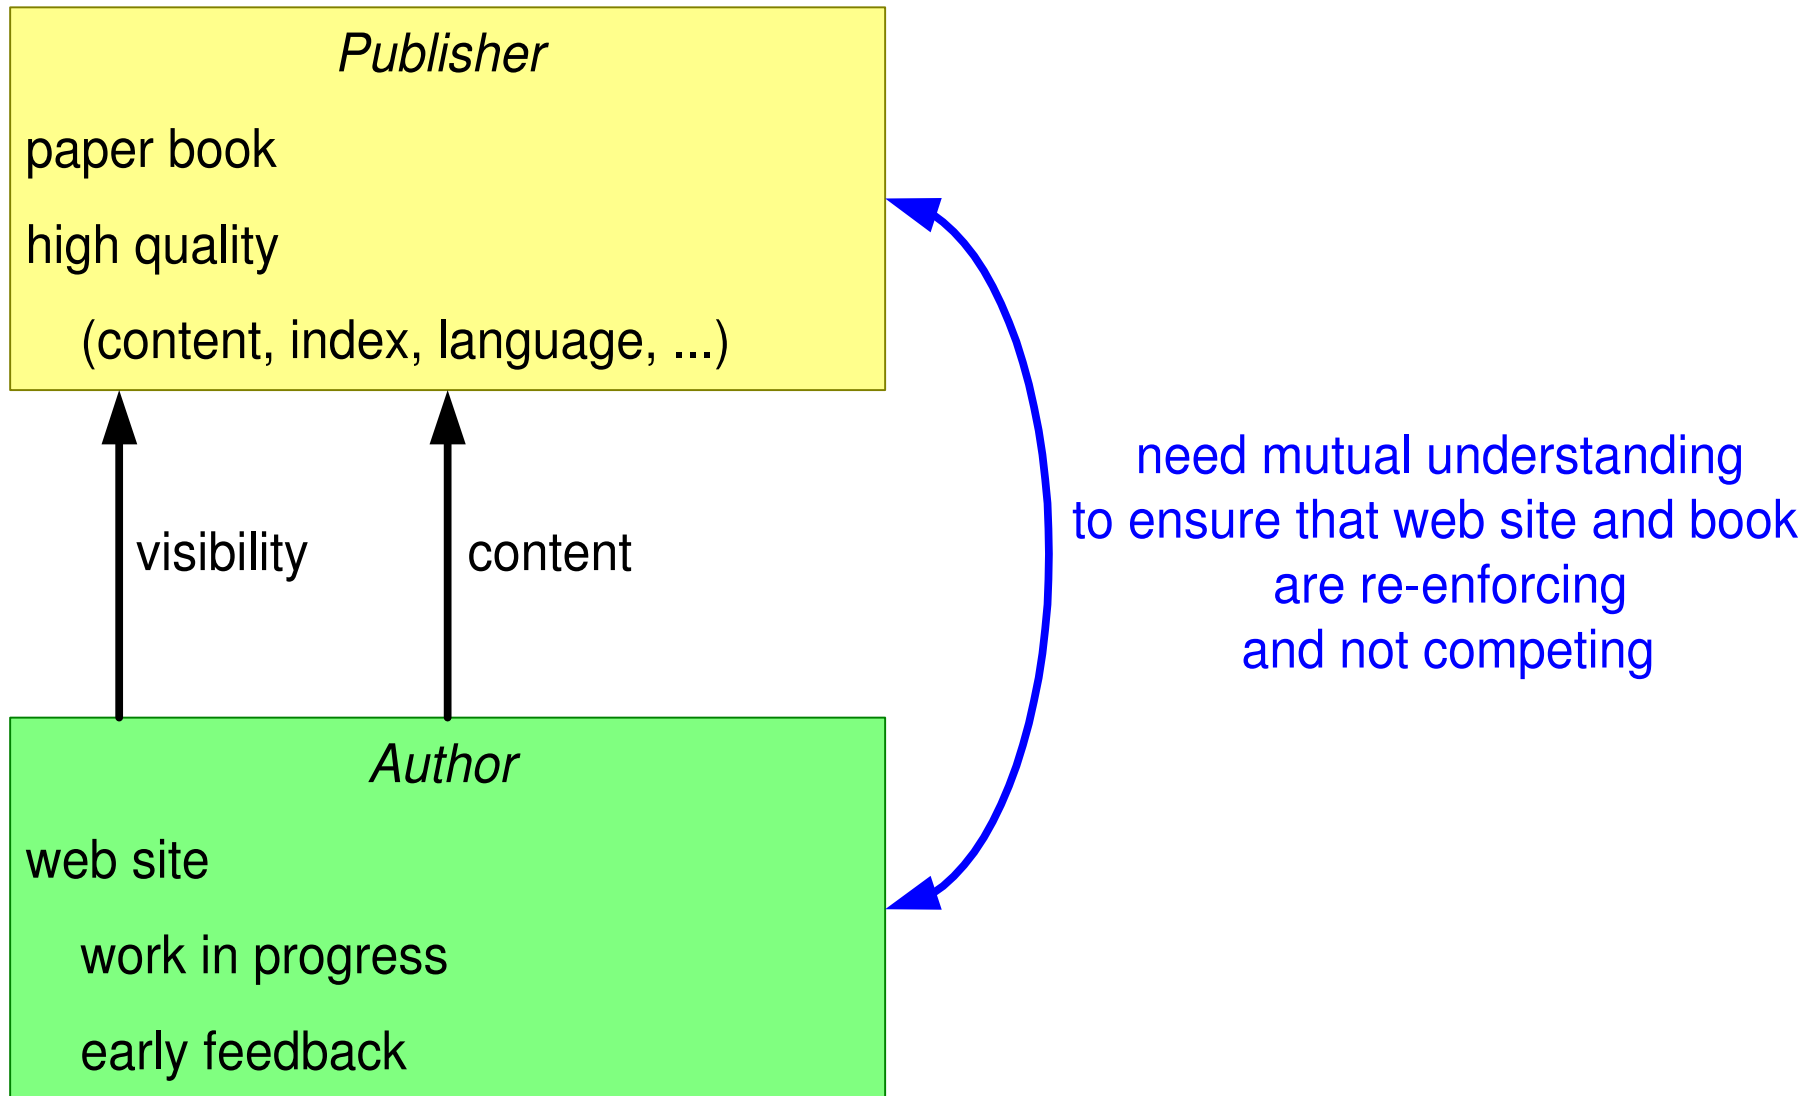 Publisher
paper book
high quality
(content, index, language, ...)
visibility
content
need mutual understanding
to ensure that web site and book
are re-enforcing
and not competing
Author
web site
work in progress
early feedback